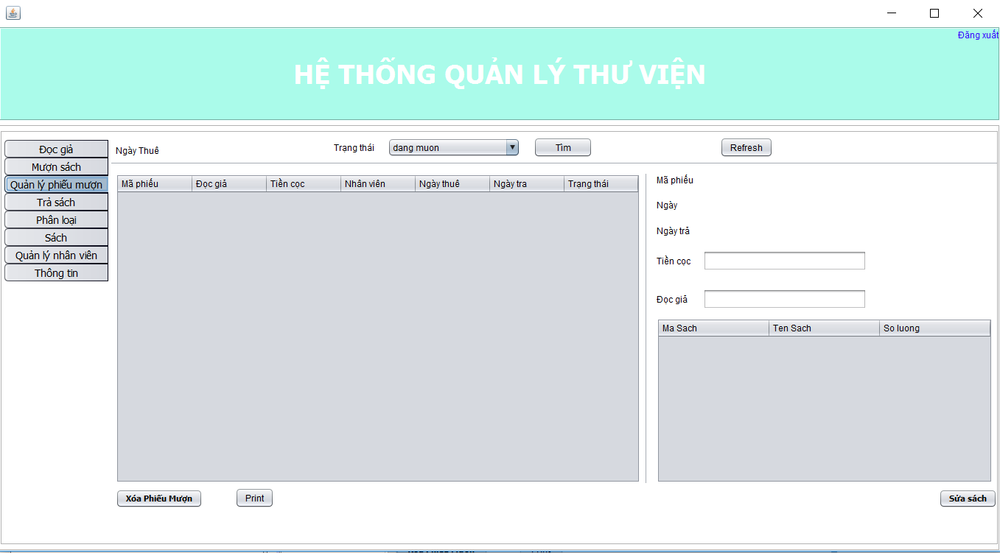 Đăng xuất
HỆ THỐNG QUẢN LÝ THƯ VIỆN
Đọc giả
Mượn sách
Quản lý phiếu mượn
Trả sách
Phân loại
Sách
Quản lý nhân viên
Thông tin
Ngày Thuê
Trạng thái dang muon Tìm Refresh
Mã phiếu Đọc giả Tiền cọc Nhân viên Ngày thuê Ngày tra Trạng thái
Mã phiếu
Ngày
Ngày trả
Tiền cọc
Đọc giả
Ma Sach Ten Sach So luong
Xóa Phiếu Mượn Print Sửa sách